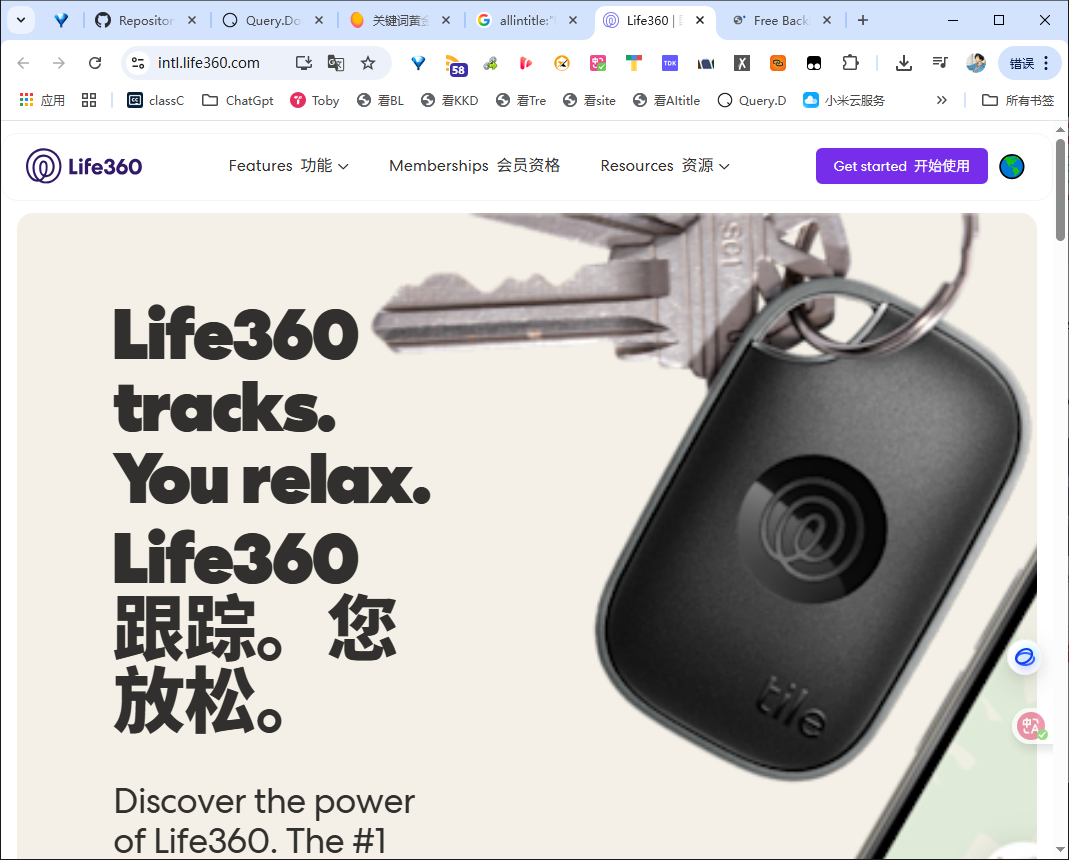 Repositor
Query.Do
关键词黄金
allintitle:"l
Life360 |
Free Back
intl.life360.com
58
TDK
错误
应用
classC
ChatGpt
Toby
看BL
看KKD
看Tre
看site
看AItitle
Query.D
小米云服务
所有书签
Life360
Features 功能
Memberships 会员资格
Resources 资源
Get started 开始使用
Life360
tracks.
You relax.
Life360
跟踪。 您
放松。
tile
Discover the power
of Life360. The #1